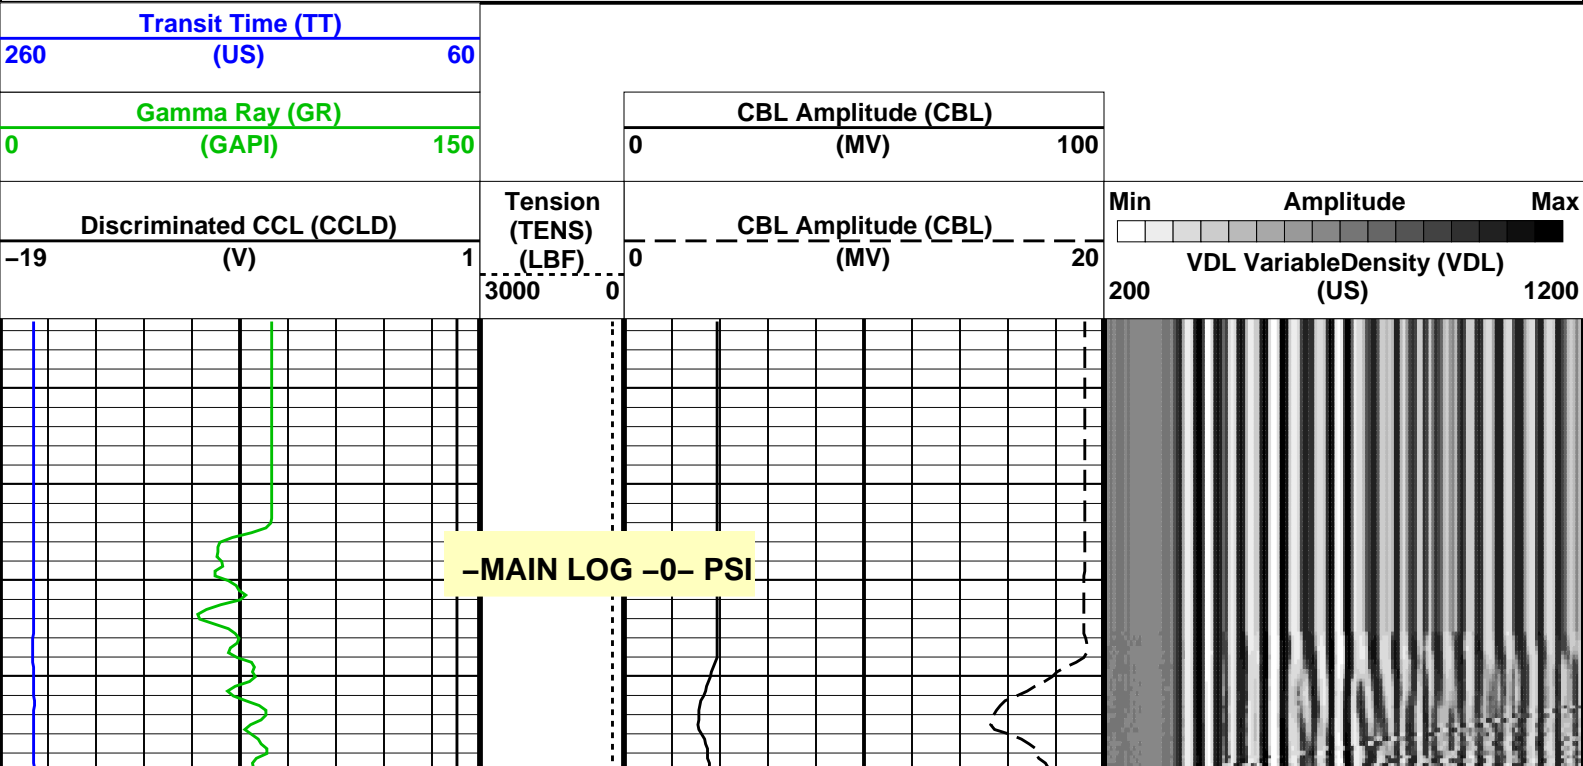 Transit Time (TT)
260 (US) 60
Gamma Ray (GR)
0 (GAPI) 150
Discriminated CCL (CCLD)
−19 (V) 1
Tension
(TENS)
(LBF)
3000 0
CBL Amplitude (CBL)
0 (MV) 100
CBL Amplitude (CBL)
0 (MV) 20
Min Amplitude Max
VDL VariableDensity (VDL)
200 (US) 1200
−MAIN LOG −0− PSI